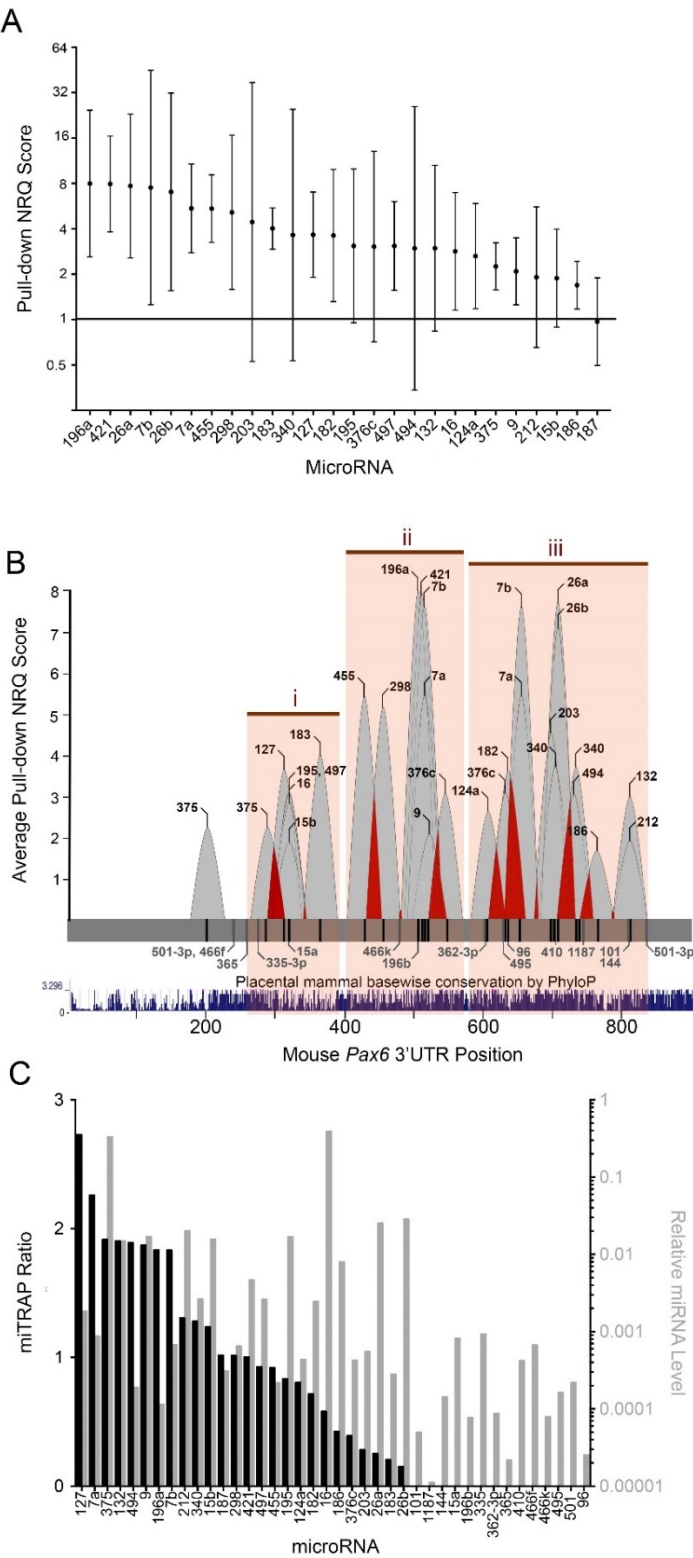 A
64
32
16
8
4
2
1
0.5
Pull-down NRQ Score
196a 421 26a 7b 26b 7a 455 298 203 183 340 127 182 195 376c 497 494 132 16 124a 375 9 212 15b 186 187
MicroRNA
B
i ii iii
8
7
6
5
4
3
2
1
Average Pull-down NRQ Score
375
375
127
195, 497
16
15b
183
455
298
196a
421
7b
7a
9
376c
124a
182
376c
7b
7a
26a
26b
203
340
340
494
186
132
212
501-3p, 466f
365
335-3p
15a
466k
196b
362-3p
495
96
410
1187
144
101
501-3p
Placental mammal basewise conservation by PhyloP
3.296
0
200 400 600 800
Mouse Pax6 3'UTR Position
C
3
2
1
0
miTRAP Ratio
1
0.1
0.01
0.001
0.0001
0.00001
Relative miRNA Level
127 7a 375 132 494 9 196a 7b 212 340 15b 187 298 421 497 455 195 124a 182 16 186 376c 203 26a 183 26b 101 1187 144 15a 196b 335 362-3p 365 410 466f 466k 495 501 96
microRNA